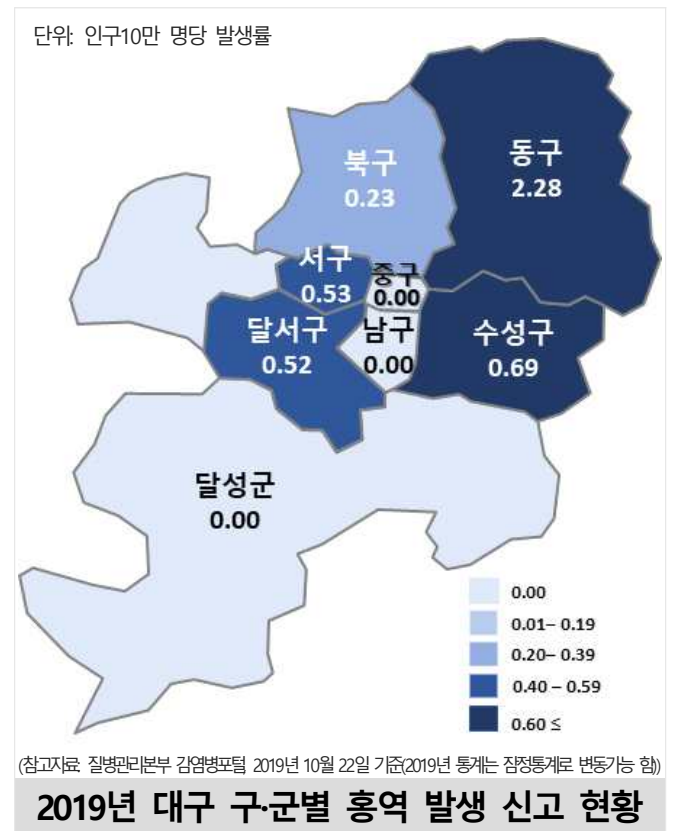 단위: 인구10만 명당 발생률
북구
0.23
동구
2.28
서구
0.53
중구
0.00
달서구
0.52
남구
0.00
수성구
0.69
달성군
0.00
0.00
0.01– 0.19
0.20– 0.39
0.40 – 0.59
0.60 ≤
(참고자료: 질병관리본부 감염병포털, 2019년 10월 22일 기준(2019년 통계는 잠정통계로 변동가능 함))
2019년 대구 구·군별 홍역 발생 신고 현황